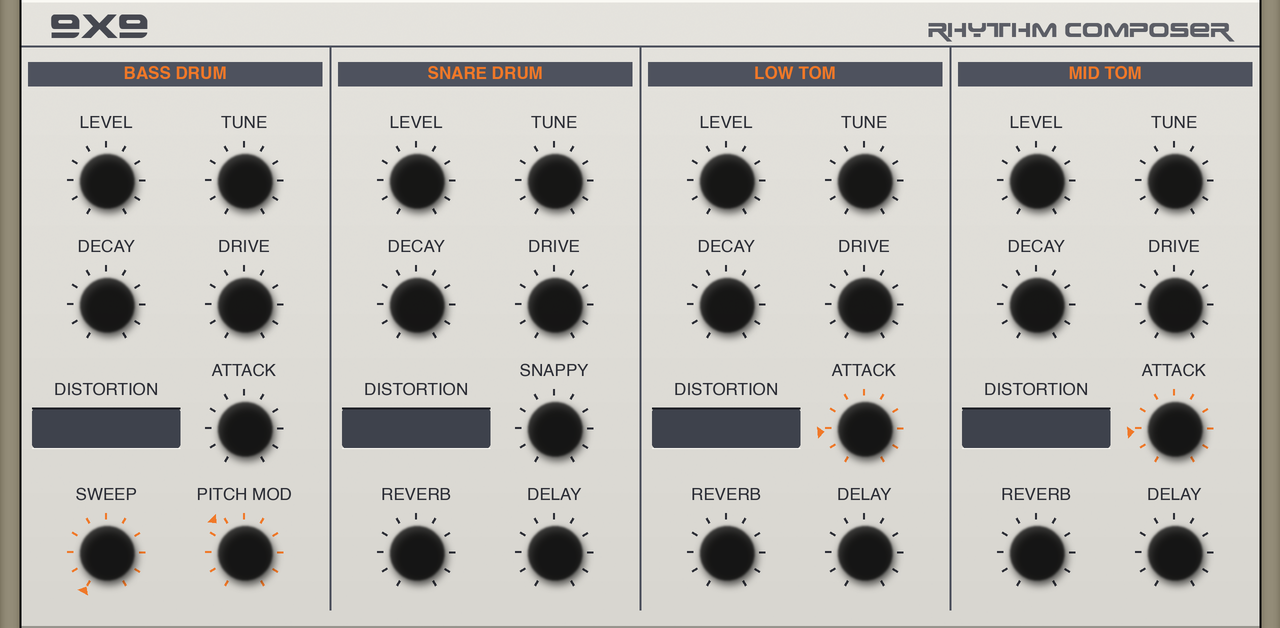 9X9
RHYTHM COMPOSER
BASS DRUM
LEVEL TUNE
DECAY DRIVE
DISTORTION ATTACK
SWEEP PITCH MOD
SNARE DRUM
LEVEL TUNE
DECAY DRIVE
DISTORTION SNAPPY
REVERB DELAY
LOW TOM
LEVEL TUNE
DECAY DRIVE
DISTORTION ATTACK
REVERB DELAY
MID TOM
LEVEL TUNE
DECAY DRIVE
DISTORTION ATTACK
REVERB DELAY